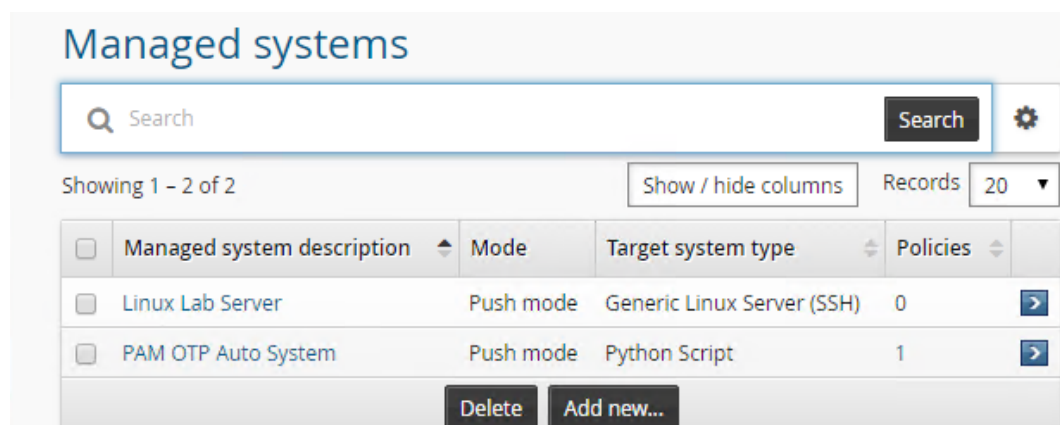 Managed systems
Search Search
Showing 1 – 2 of 2 Show / hide columns Records 20
Managed system description Mode Target system type Policies
Linux Lab Server Push mode Generic Linux Server (SSH) 0
PAM OTP Auto System Push mode Python Script 1
Delete Add new...